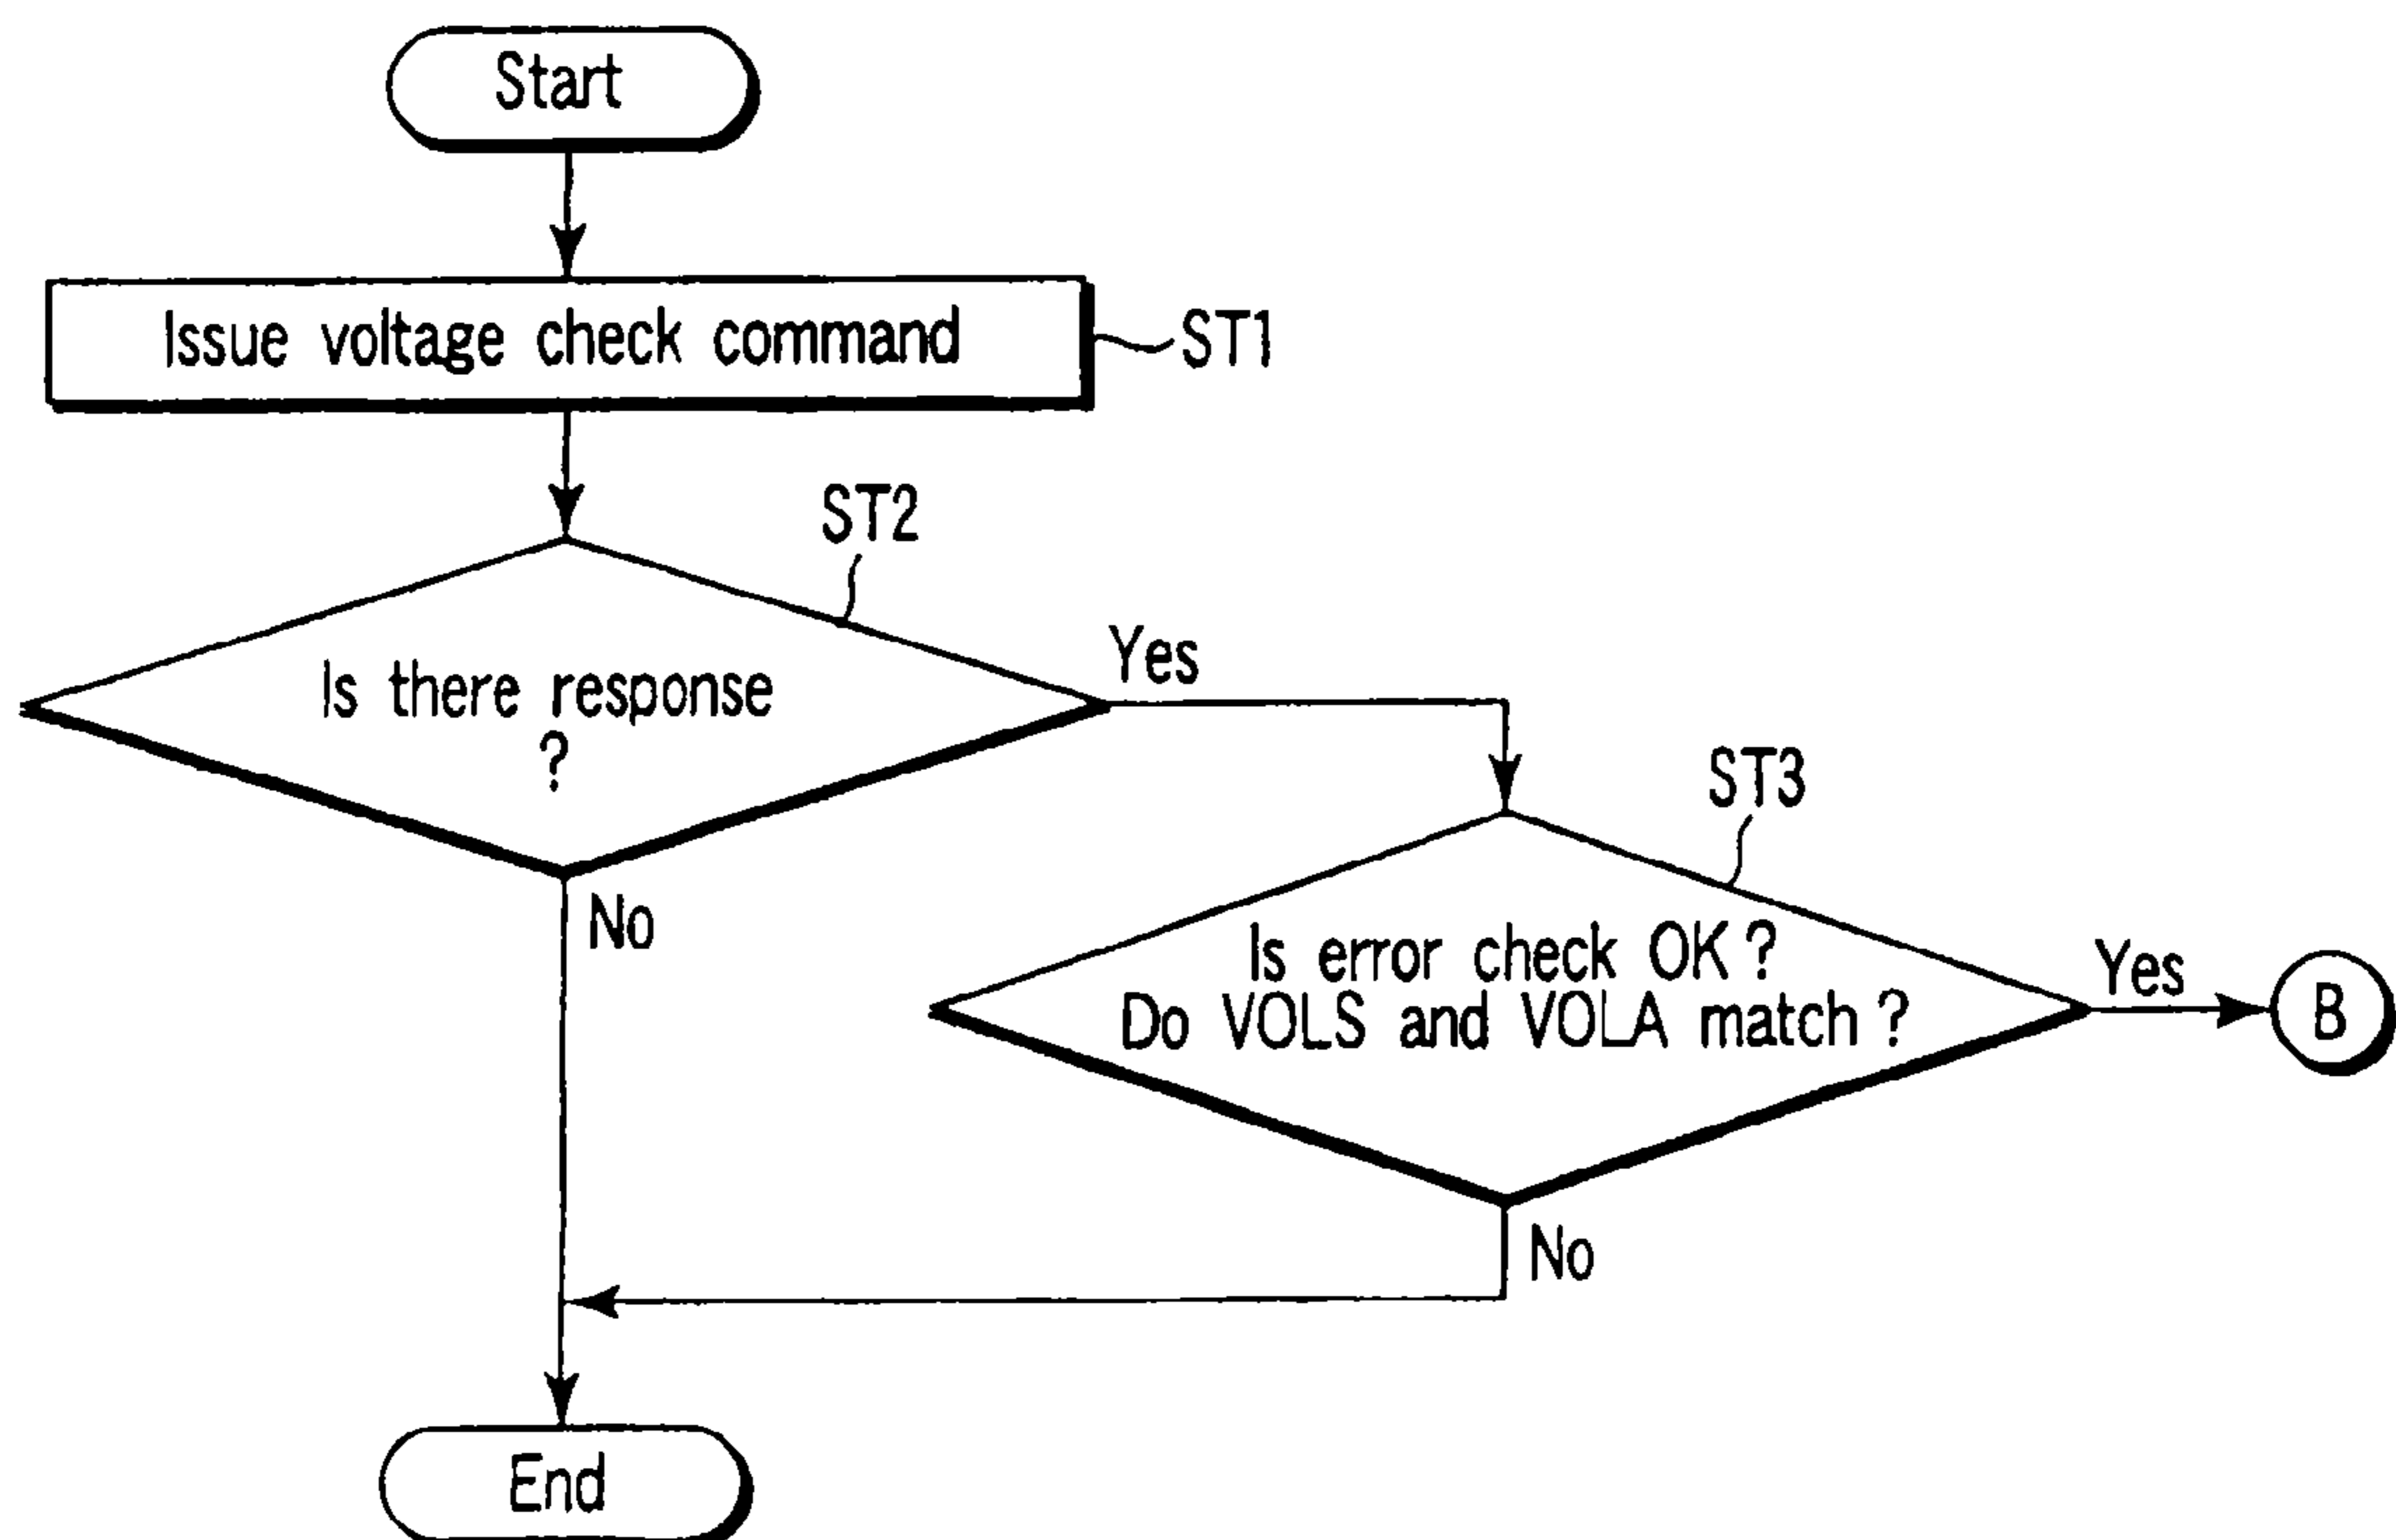 Start
Issue voltage check command
ST1
ST2
Is there response
?
Yes
No
ST3
Is error check OK ?
Do VOLS and VOLA match ?
Yes
B
No
End